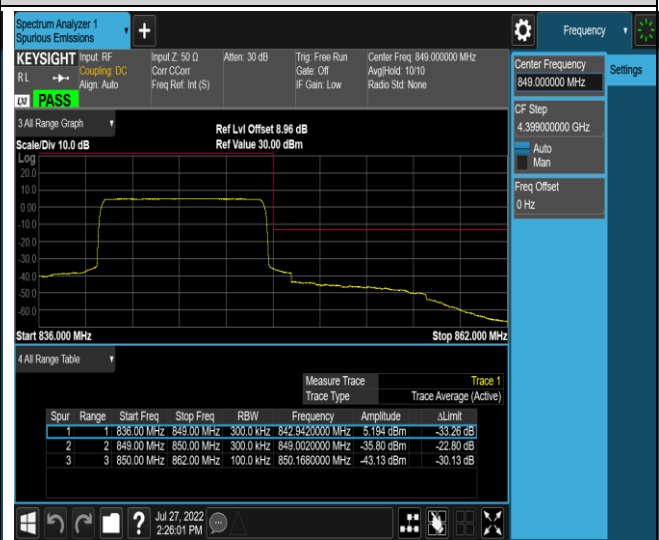 Spectrum Analyzer 1
Spurious Emissions
Frequency
KEYSIGHT Input: RF Input Z: 50 Ω Atten: 30 dB Trig: Free Run Center Freq: 849.000000 MHz
RL Coupling: DC Corr CCorr Gate: Off Avg|Hold: 10/10
Align: Auto Freq Ref: Int (S) IF Gain: Low Radio Std: None
LXI PASS
Center Frequency
849.000000 MHz
Settings
CF Step
4.399000000 GHz
Auto
Man
Freq Offset
0 Hz
3 All Range Graph
Ref Lvl Offset 8.96 dB
Scale/Div 10.0 dB Ref Value 30.00 dBm
Log
20.0
10.0
0.00
-10.0
-20.0
-30.0
-40.0
-50.0
-60.0
Start 836.000 MHz Stop 862.000 MHz
4 All Range Table
Measure Trace Trace 1
Trace Type Trace Average (Active)
Spur Range Start Freq Stop Freq RBW Frequency Amplitude ΔLimit
1 1 836.00 MHz 849.00 MHz 300.0 kHz 842.9420000 MHz 5.194 dBm -33.26 dB
2 2 849.00 MHz 850.00 MHz 300.0 kHz 849.0020000 MHz -35.80 dBm -22.80 dB
3 3 850.00 MHz 862.00 MHz 100.0 kHz 850.1680000 MHz -43.13 dBm -30.13 dB
?
Jul 27, 2022
2:26:01 PM